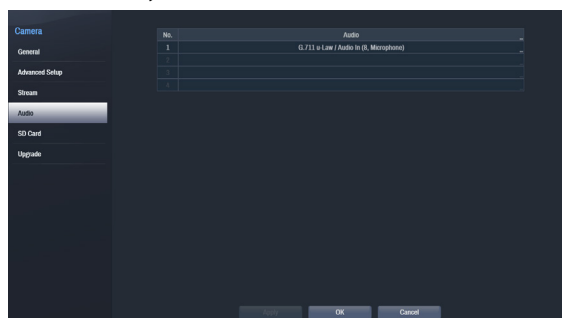 Camera
General
Advanced Setup
Stream
Audio
SD Card
Upgrade
No. Audio
1 G.711 u-Law / Audio In (8, Microphone)
2
3
4
Apply OK Cancel